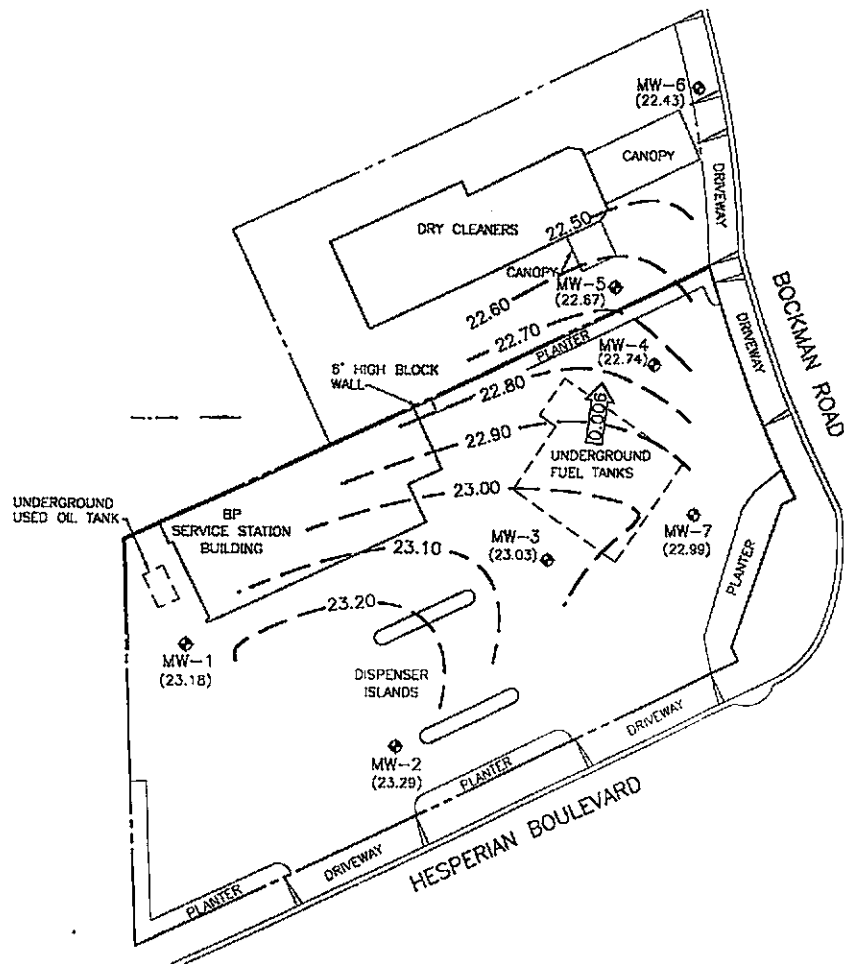 MW-6
(22.43)
CANOPY
DRIVEWAY
DRY CLEANERS
22.50
CANOPY
MW-5
(22.67)
22.60
22.70
PLANTER
MW-4
(22.74)
DRIVEWAY
BOCKMAN ROAD
6' HIGH BLOCK
WALL
22.80
0.006
22.90
UNDERGROUND
FUEL TANKS
23.00
UNDERGROUND
USED OIL TANK
BP
SERVICE STATION
BUILDING
MW-3
(23.03)
MW-7
(22.99)
23.10
PLANTER
23.20
MW-1
(23.18)
DISPENSER
ISLANDS
MW-2
(23.29)
DRIVEWAY
PLANTER
HESPERIAN BOULEVARD
DRIVEWAY
PLANTER